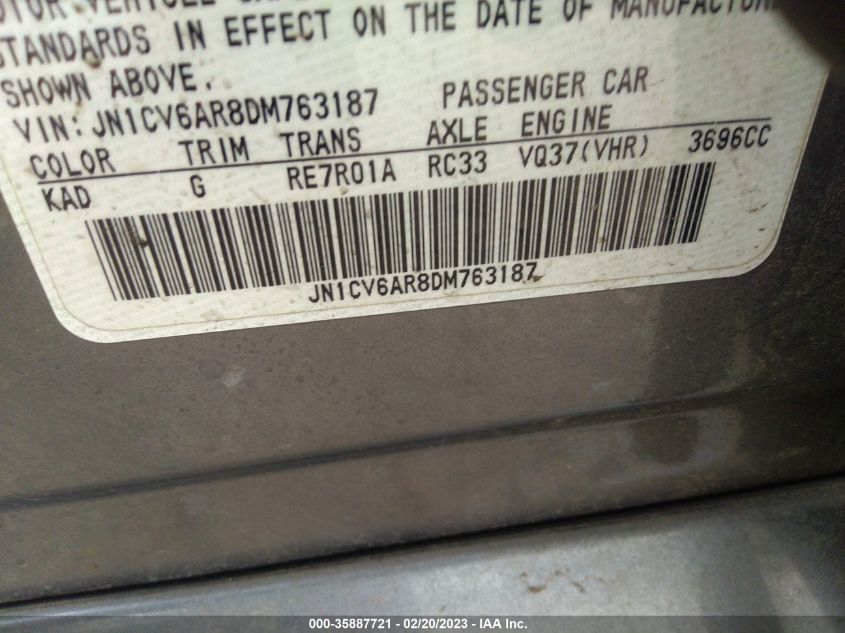 STANDARDS IN EFFECT ON THE DATE OF
SHOWN ABOVE.
VIN: JN1CV6AR8DM763187 PASSENGER CAR
COLOR TRIM TRANS AXLE ENGINE
KAD G RE7R01A RC33 VQ37(VHR) 3696CC
JN1CV6AR8DM763187
000-35887721 - 02/20/2023 - IAA Inc.